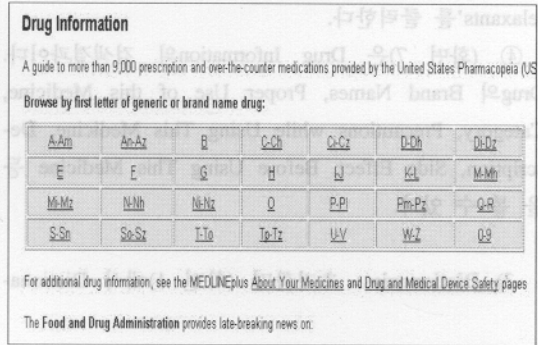 Drug Information
A guide to more than 9,000 prescription and over-the-counter medications provided by the United States Pharmacopeia (US
Browse by first letter of generic or brand name drug:
A-Am An-Az B C-Ch Ci-Cz D-Dh Di-Dz
E F G H I-J K-L M-Mh
Mi-Mz N-Nh Ni-Nz O P-Pl Pm-Pz Q-R
S-Sn So-Sz T-To Tp-Tz U-V W-Z 0-9
For additional drug information, see the MEDLINEplus About Your Medicines and Drug and Medical Device Safety pages
The Food and Drug Administration provides late-breaking news on: